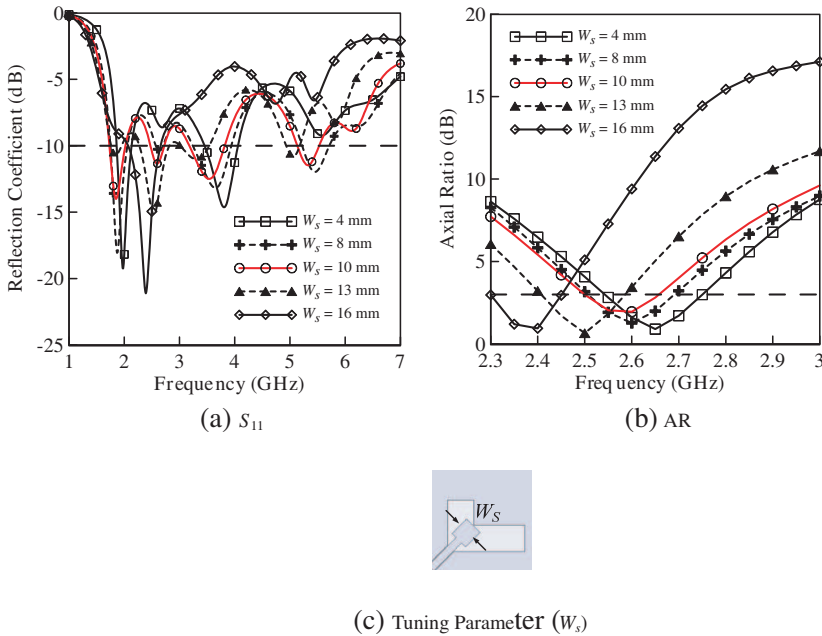 0
-5
-10
-15
-20
-25
Reflection Coefficient (dB)
Ws = 4 mm
Ws = 8 mm
Ws = 10 mm
Ws = 13 mm
Ws = 16 mm
1 2 3 4 5 6 7
Frequency (GHz)
(a) S11
20
15
10
5
0
Axial Ratio (dB)
Ws = 4 mm
Ws = 8 mm
Ws = 10 mm
Ws = 13 mm
Ws = 16 mm
2.3 2.4 2.5 2.6 2.7 2.8 2.9 3
Frequency (GHz)
(b) AR
WS
(c) Tuning Parameter (Ws)